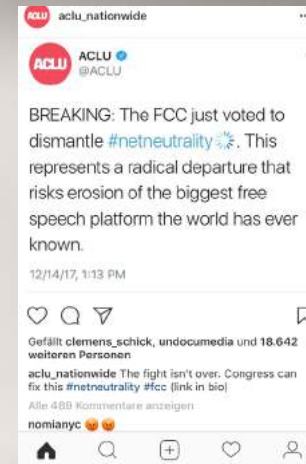 aclu_nationwide
ACLU
ACLU
@ACLU
BREAKING: The FCC just voted to
dismantle #netneutrality. This
represents a radical departure that
risks erosion of the biggest free
speech platform the world has ever
known.
12/14/17, 1:13 PM
Gefällt clemens_schick, undocumedia und 18.642
weiteren Personen
aclu_nationwide The fight isn't over. Congress can
fix this #netneutrality #fcc (link in bio)
Alle 489 Kommentare anzeigen
nomianyc